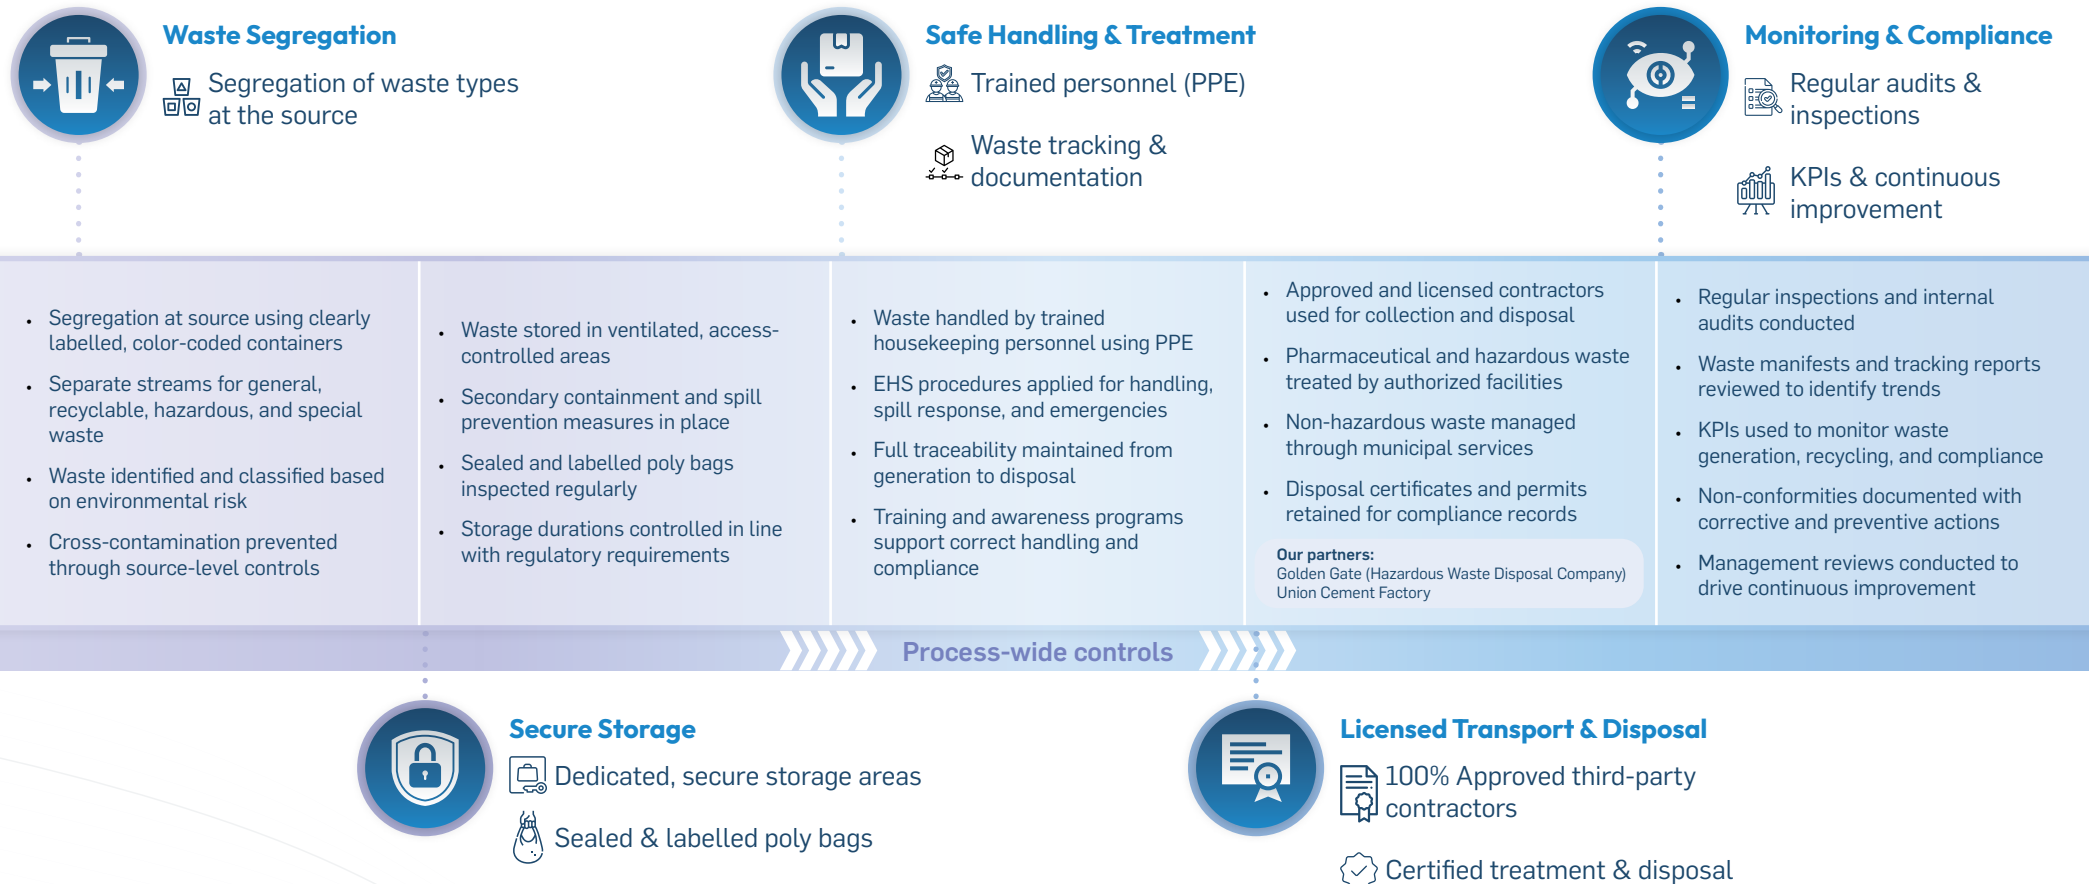 Waste Segregation
Segregation of waste types
at the source
Safe Handling & Treatment
Trained personnel (PPE)
Waste tracking &
documentation
Monitoring & Compliance
Regular audits &
inspections
KPIs & continuous
improvement
• Segregation at source using clearly
labelled, color-coded containers
• Separate streams for general,
recyclable, hazardous, and special
waste
• Waste identified and classified based
on environmental risk
• Cross-contamination prevented
through source-level controls
• Waste stored in ventilated, access-
controlled areas
• Secondary containment and spill
prevention measures in place
• Sealed and labelled poly bags
inspected regularly
• Storage durations controlled in line
with regulatory requirements
• Waste handled by trained
housekeeping personnel using PPE
• EHS procedures applied for handling,
spill response, and emergencies
• Full traceability maintained from
generation to disposal
• Training and awareness programs
support correct handling and
compliance
• Approved and licensed contractors
used for collection and disposal
• Pharmaceutical and hazardous waste
treated by authorized facilities
• Non-hazardous waste managed
through municipal services
• Disposal certificates and permits
retained for compliance records
Our partners:
Golden Gate (Hazardous Waste Disposal Company)
Union Cement Factory
• Regular inspections and internal
audits conducted
• Waste manifests and tracking reports
reviewed to identify trends
• KPIs used to monitor waste
generation, recycling, and compliance
• Non-conformities documented with
corrective and preventive actions
• Management reviews conducted to
drive continuous improvement
Process-wide controls
Secure Storage
Dedicated, secure storage areas
Sealed & labelled poly bags
Licensed Transport & Disposal
100% Approved third-party
contractors
Certified treatment & disposal